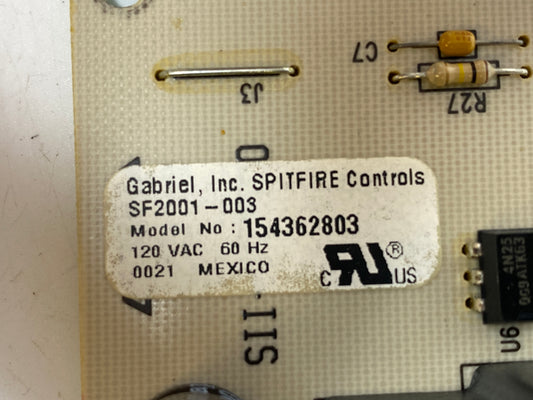 C7
R27
J3
Gabriel, Inc. SPITFIRE Controls
SF2001-003
Model No: 154362803
120 VAC 60 Hz
0021 MEXICO
C RU® US
4N25
U6